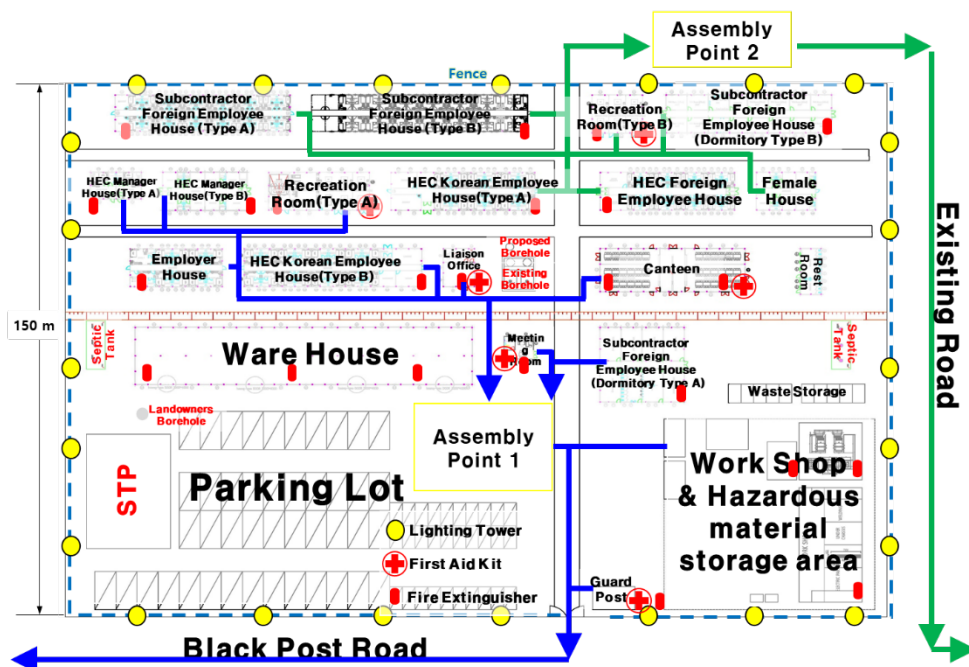 Assembly
Point 2
Fence
Subcontractor
Foreign Employee
House(Type A)
Subcontractor
Foreign Employee
House(Type B)
Recreation
Room(Type B)
Subcontractor
Foreign
Employee House
(Dormitory Type B)
HEC Manager
House(Type A)
HEC Manager
House(Type B)
Recreation
Room(Type A)
HEC Korean Employee
House(Type A)
HEC Foreign
Employee House
Female
House
Employer
House
HEC Korean Employee
House(Type B)
Liaison
Office
Proposed
Borehole
Existing
Borehole
Canteen
Rest
Room
Existing Road
150 m
Septic
Tank
Ware House
Meetin
g
Room
Subcontractor
Foreign
Employee House
(Dormitory Type A)
Septic
Tank
Waste Storage
Landowners
Borehole
STP
Parking Lot
Assembly
Point 1
Work Shop
& Hazardous
material
storage area
Lighting Tower
First Aid Kit
Fire Extinguisher
Guard
Post
Black Post Road